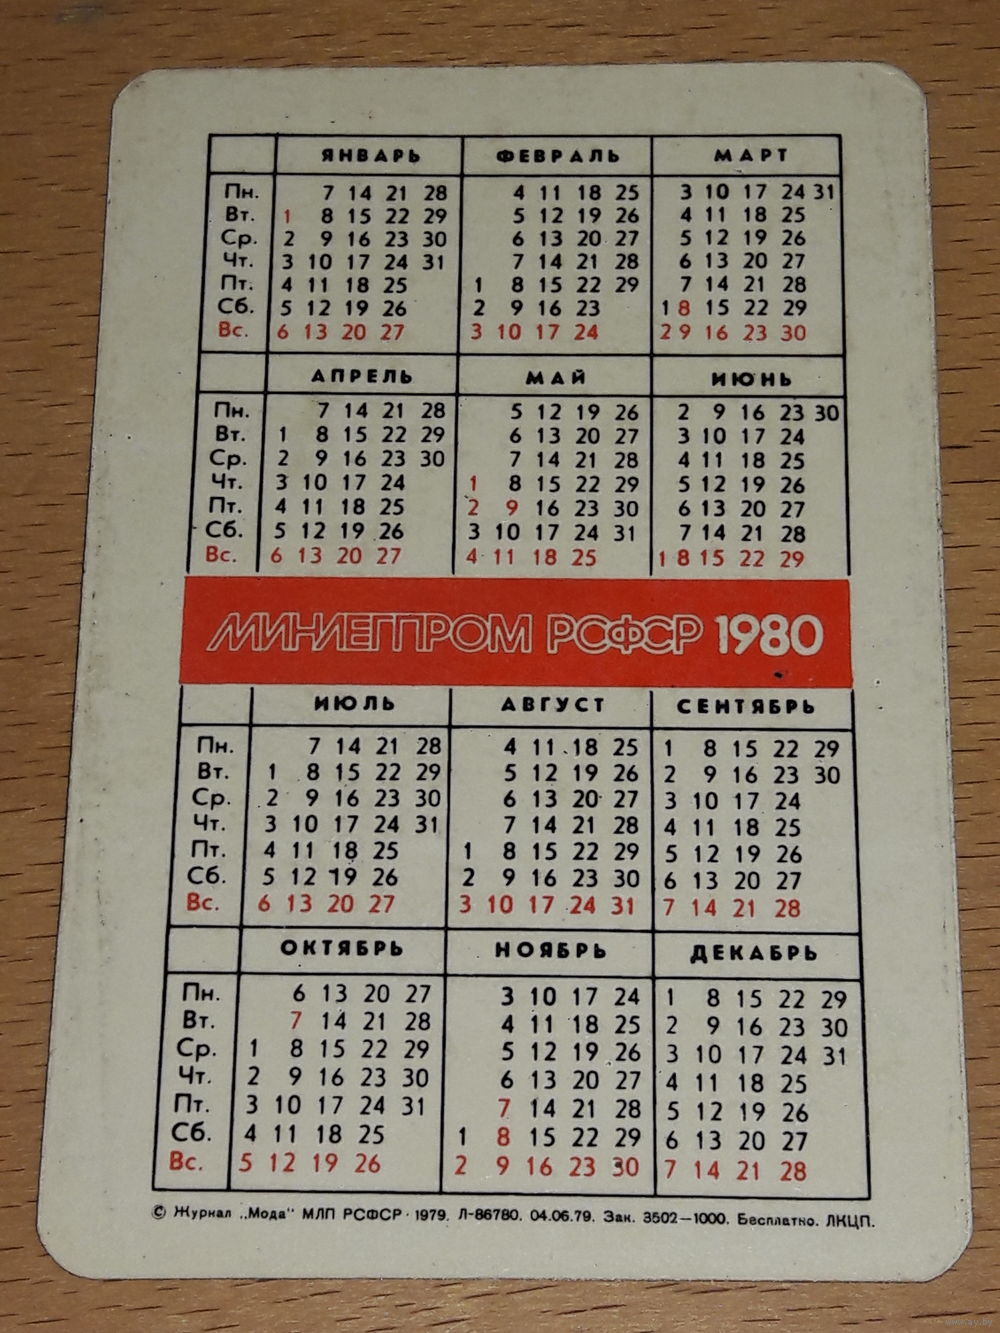 ЯНВАРЬ ФЕВРАЛЬ МАРТ
Пн. 7 14 21 28 4 11 18 25 3 10 17 24 31
Вт. 1 8 15 22 29 5 12 19 26 4 11 18 25
Ср. 2 9 16 23 30 6 13 20 27 5 12 19 26
Чт. 3 10 17 24 31 7 14 21 28 6 13 20 27
Пт. 4 11 18 25 1 8 15 22 29 7 14 21 28
Сб. 5 12 19 26 2 9 16 23 1 8 15 22 29
Вс. 6 13 20 27 3 10 17 24 2 9 16 23 30
АПРЕЛЬ МАЙ ИЮНЬ
Пн. 7 14 21 28 5 12 19 26 2 9 16 23 30
Вт. 1 8 15 22 29 6 13 20 27 3 10 17 24
Ср. 2 9 16 23 30 7 14 21 28 4 11 18 25
Чт. 3 10 17 24 1 8 15 22 29 5 12 19 26
Пт. 4 11 18 25 2 9 16 23 30 6 13 20 27
Сб. 5 12 19 26 3 10 17 24 31 7 14 21 28
Вс. 6 13 20 27 4 11 18 25 1 8 15 22 29
МИНЛЕГПРОМ РСФСР 1980
ИЮЛЬ АВГУСТ СЕНТЯБРЬ
Пн. 7 14 21 28 4 11 18 25 1 8 15 22 29
Вт. 1 8 15 22 29 5 12 19 26 2 9 16 23 30
Ср. 2 9 16 23 30 6 13 20 27 3 10 17 24
Чт. 3 10 17 24 31 7 14 21 28 4 11 18 25
Пт. 4 11 18 25 1 8 15 22 29 5 12 19 26
Сб. 5 12 19 26 2 9 16 23 30 6 13 20 27
Вс. 6 13 20 27 3 10 17 24 31 7 14 21 28
ОКТЯБРЬ НОЯБРЬ ДЕКАБРЬ
Пн. 6 13 20 27 3 10 17 24 1 8 15 22 29
Вт. 7 14 21 28 4 11 18 25 2 9 16 23 30
Ср. 1 8 15 22 29 5 12 19 26 3 10 17 24 31
Чт. 2 9 16 23 30 6 13 20 27 4 11 18 25
Пт. 3 10 17 24 31 7 14 21 28 5 12 19 26
Сб. 4 11 18 25 1 8 15 22 29 6 13 20 27
Вс. 5 12 19 26 2 9 16 23 30 7 14 21 28
© Журнал „Мода" МЛП РСФСР · 1979. Л-86780. 04.06.79. Зак. 3502—1000. Бесплатно. ЛКЦП.